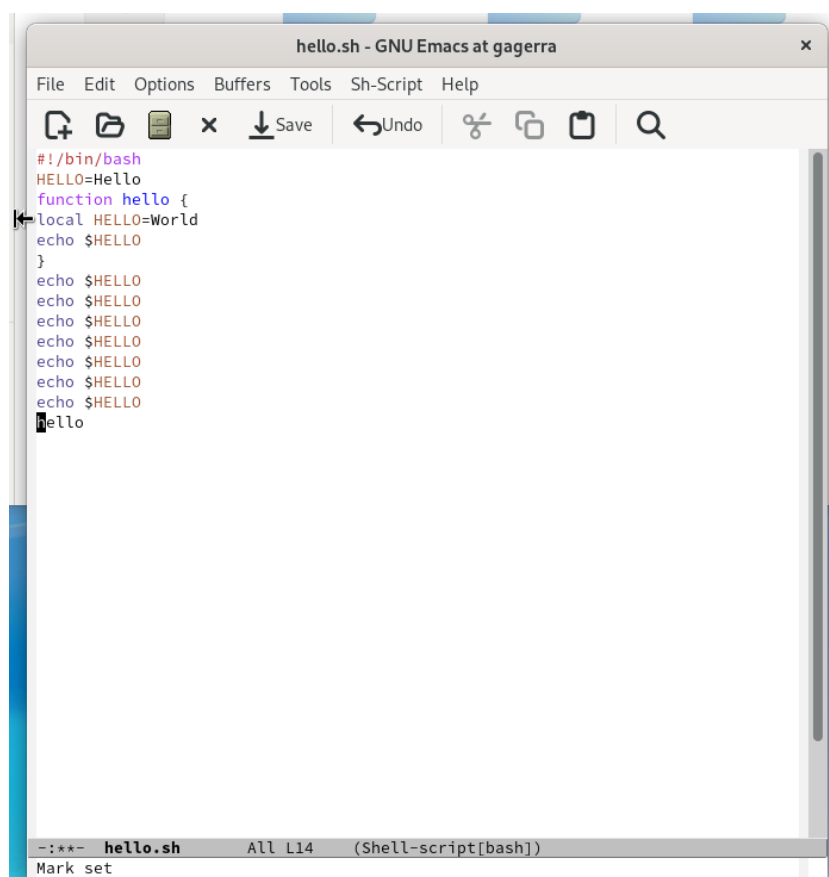 hello.sh - GNU Emacs at gagerra
File Edit Options Buffers Tools Sh-Script Help
Save Undo
#!/bin/bash
HELLO=Hello
function hello {
local HELLO=World
echo $HELLO
}
echo $HELLO
echo $HELLO
echo $HELLO
echo $HELLO
echo $HELLO
echo $HELLO
echo $HELLO
hello
-:**- hello.sh All L14 (Shell-script[bash])
Mark set